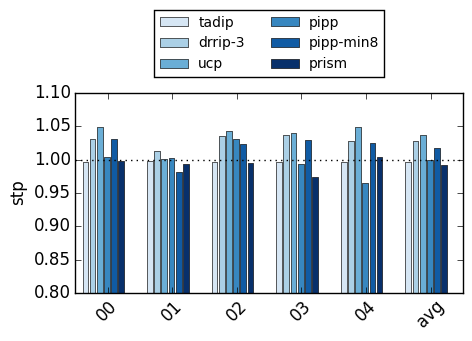 tadip pipp
drrip-3 pipp-min8
ucp prism
1.10
1.05
1.00
0.95
0.90
0.85
0.80
stp
00 01 02 03 04 avg